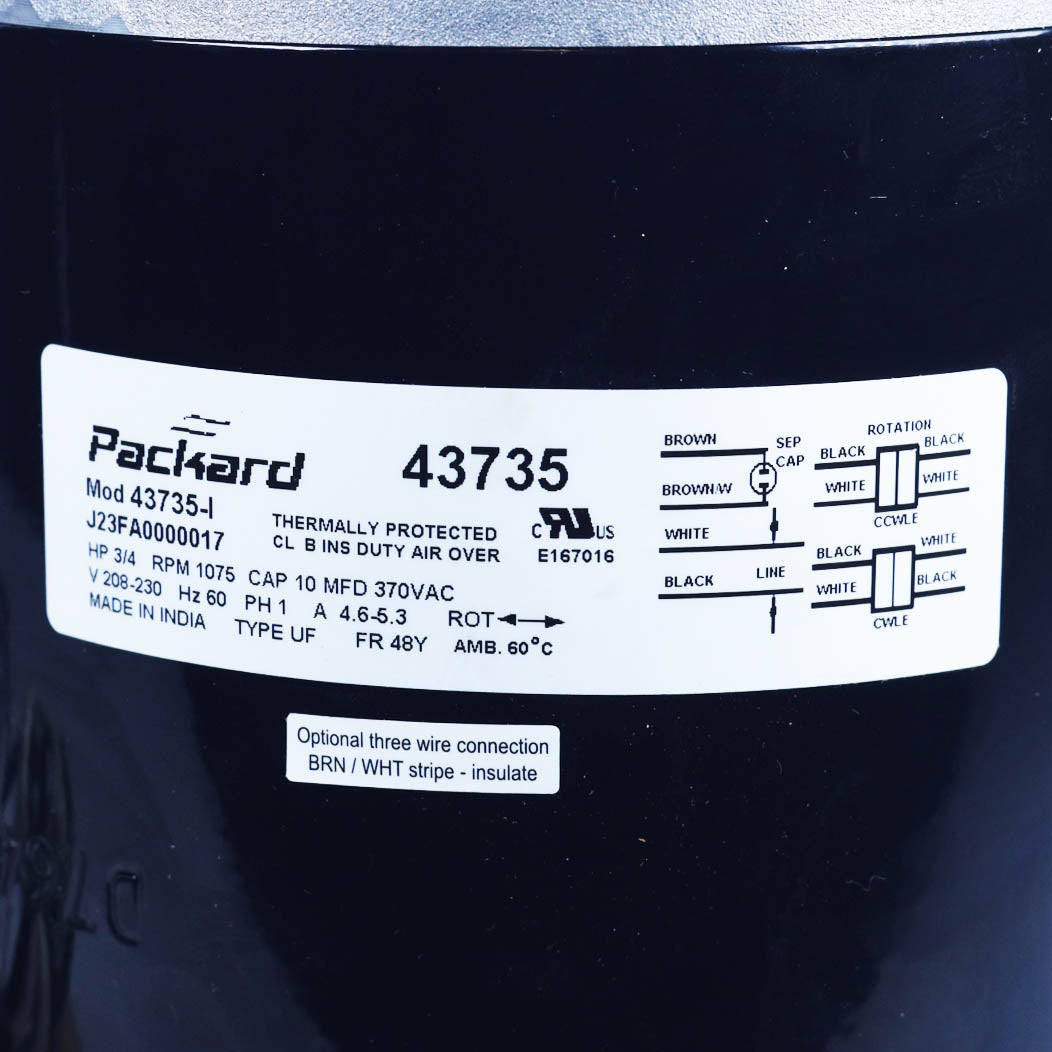 Packard
43735
Mod 43735-I
J23FA0000017
THERMALLY PROTECTED
CL B INS DUTY AIR OVER
C RU US
E167016
HP 3/4 RPM 1075 CAP 10 MFD 370VAC
V 208-230 Hz 60 PH 1 A 4.6-5.3 ROT
MADE IN INDIA TYPE UF FR 48Y AMB. 60°C
BROWN
SEP
CAP
BROWN/W
WHITE
BLACK LINE
ROTATION
BLACK BLACK
WHITE WHITE
CCWLE
BLACK WHITE
WHITE BLACK
CWLE
Optional three wire connection
BRN / WHT stripe - insulate